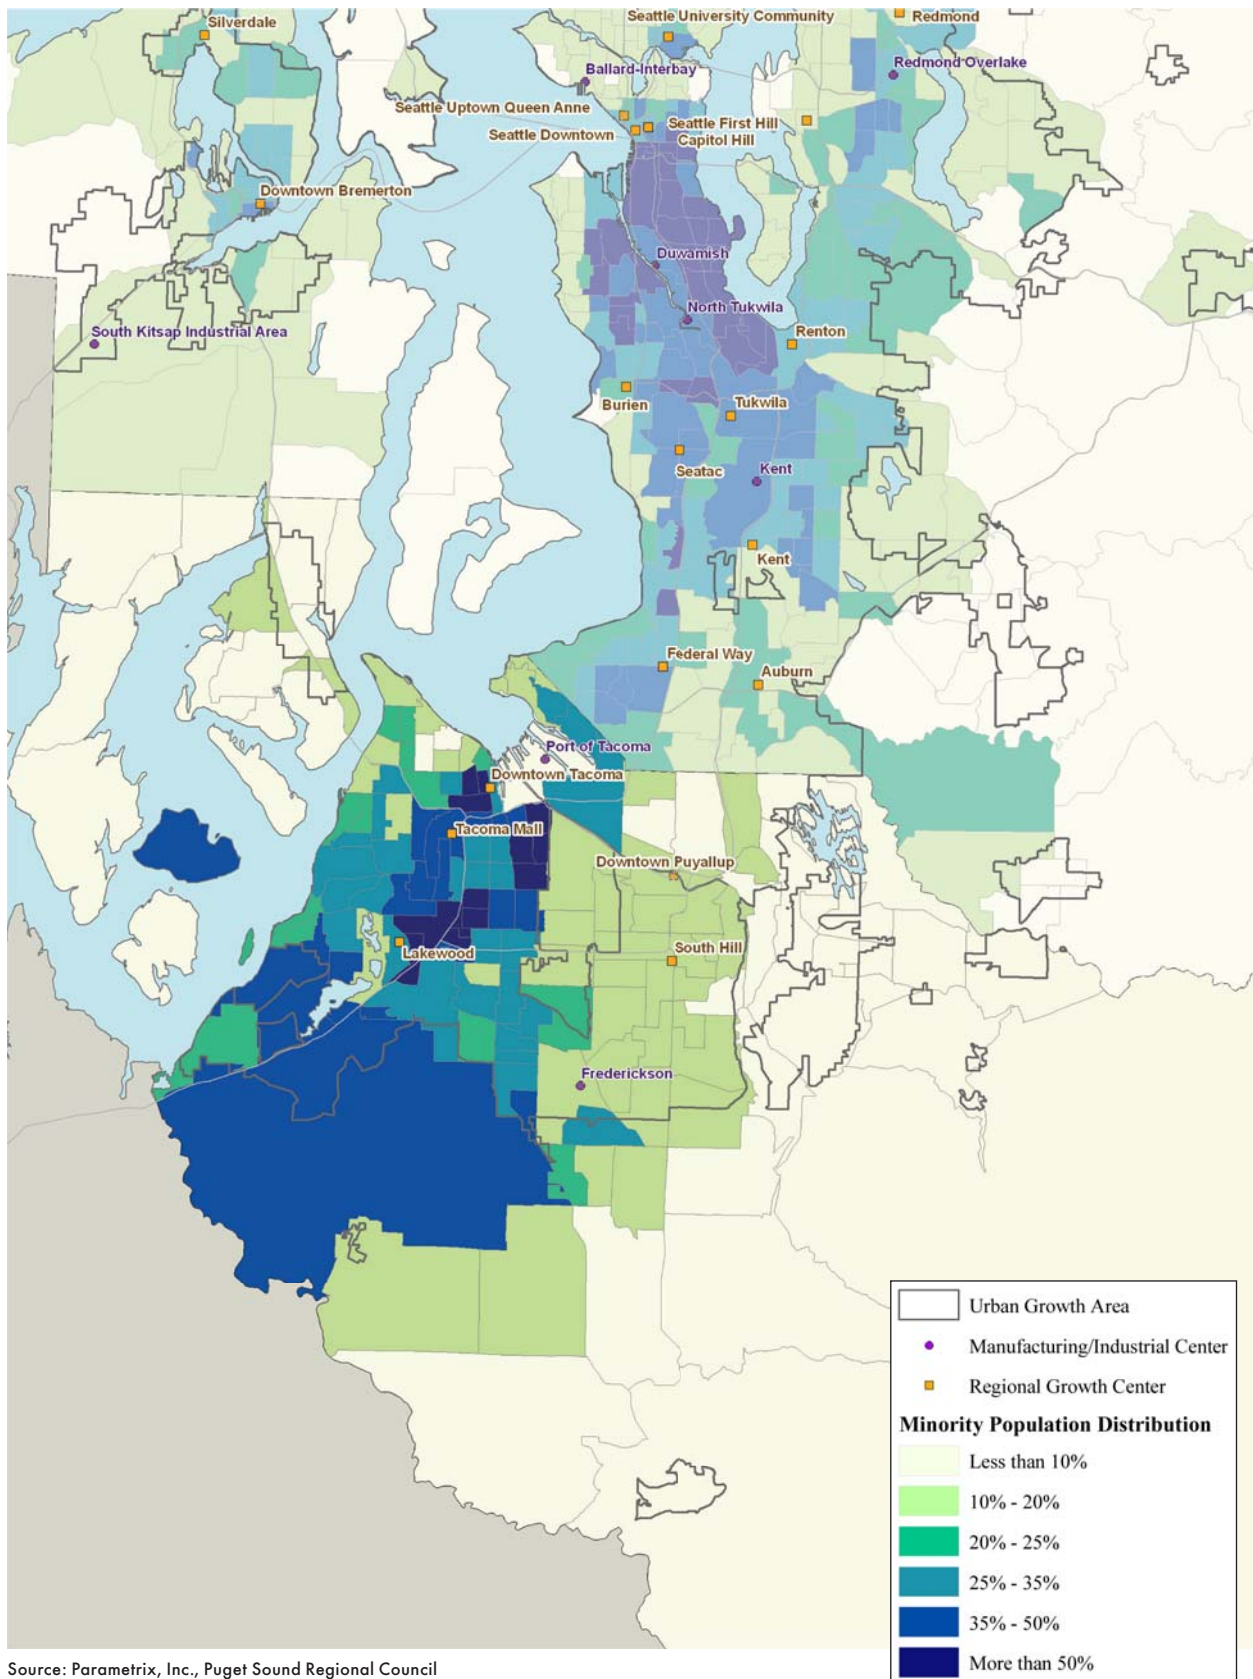 Silverdale
Seattle University Community
Redmond
Ballard-Interbay
Redmond Overlake
Seattle Uptown Queen Anne
Seattle First Hill
Capitol Hill
Seattle Downtown
Downtown Bremerton
Duwamish
North Tukwila
South Kitsap Industrial Area
Renton
Burien
Tukwila
Seatac
Kent
Kent
Federal Way
Auburn
Port of Tacoma
Downtown Tacoma
Tacoma Mall
Downtown Puyallup
Lakewood
South Hill
Frederickson
Urban Growth Area
Manufacturing/Industrial Center
Regional Growth Center
Minority Population Distribution
Less than 10%
10% - 20%
20% - 25%
25% - 35%
35% - 50%
More than 50%
Source: Parametrix, Inc., Puget Sound Regional Council